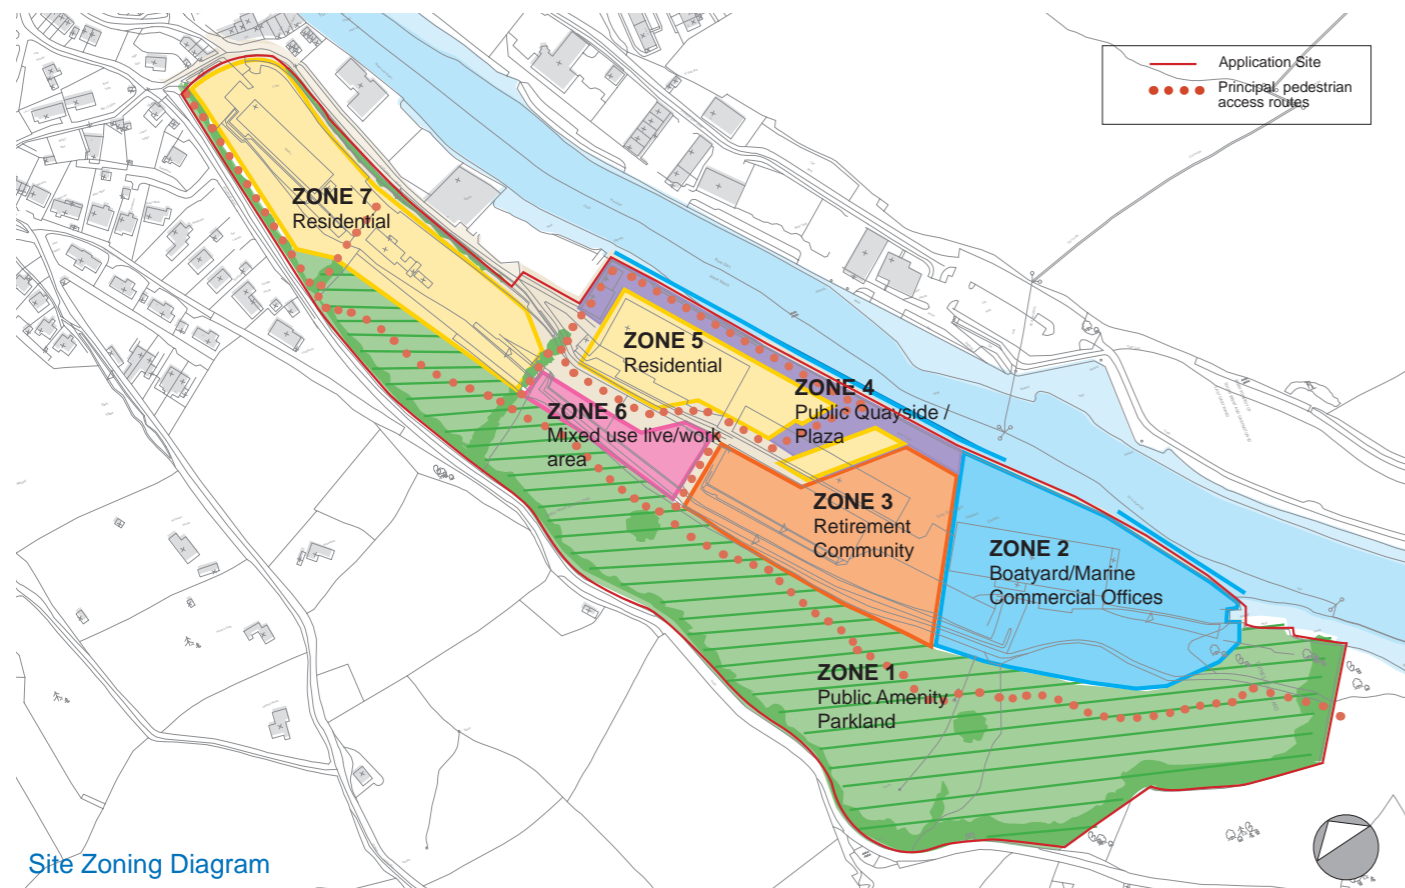 Application Site
Principal pedestrian
access routes
ZONE 7
Residential
ZONE 5
Residential
ZONE 4
Public Quayside /
Plaza
ZONE 6
Mixed use live/work
area
ZONE 3
Retirement
Community
ZONE 2
Boatyard/Marine
Commercial Offices
ZONE 1
Public Amenity
Parkland
Site Zoning Diagram